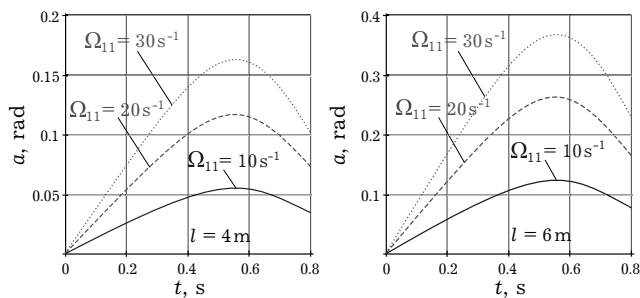 0.2
Ω₁₁= 30 s⁻¹
0.15
Ω₁₁= 20 s⁻¹
0.1
Ω₁₁= 10 s⁻¹
0.05
l = 4 m
0 0.2 0.4 0.6 0.8
a, rad
t, s
0.4
Ω₁₁= 30 s⁻¹
0.3
Ω₁₁= 20 s⁻¹
0.2
Ω₁₁= 10 s⁻¹
0.1
l = 6 m
0 0.2 0.4 0.6 0.8
a, rad
t, s